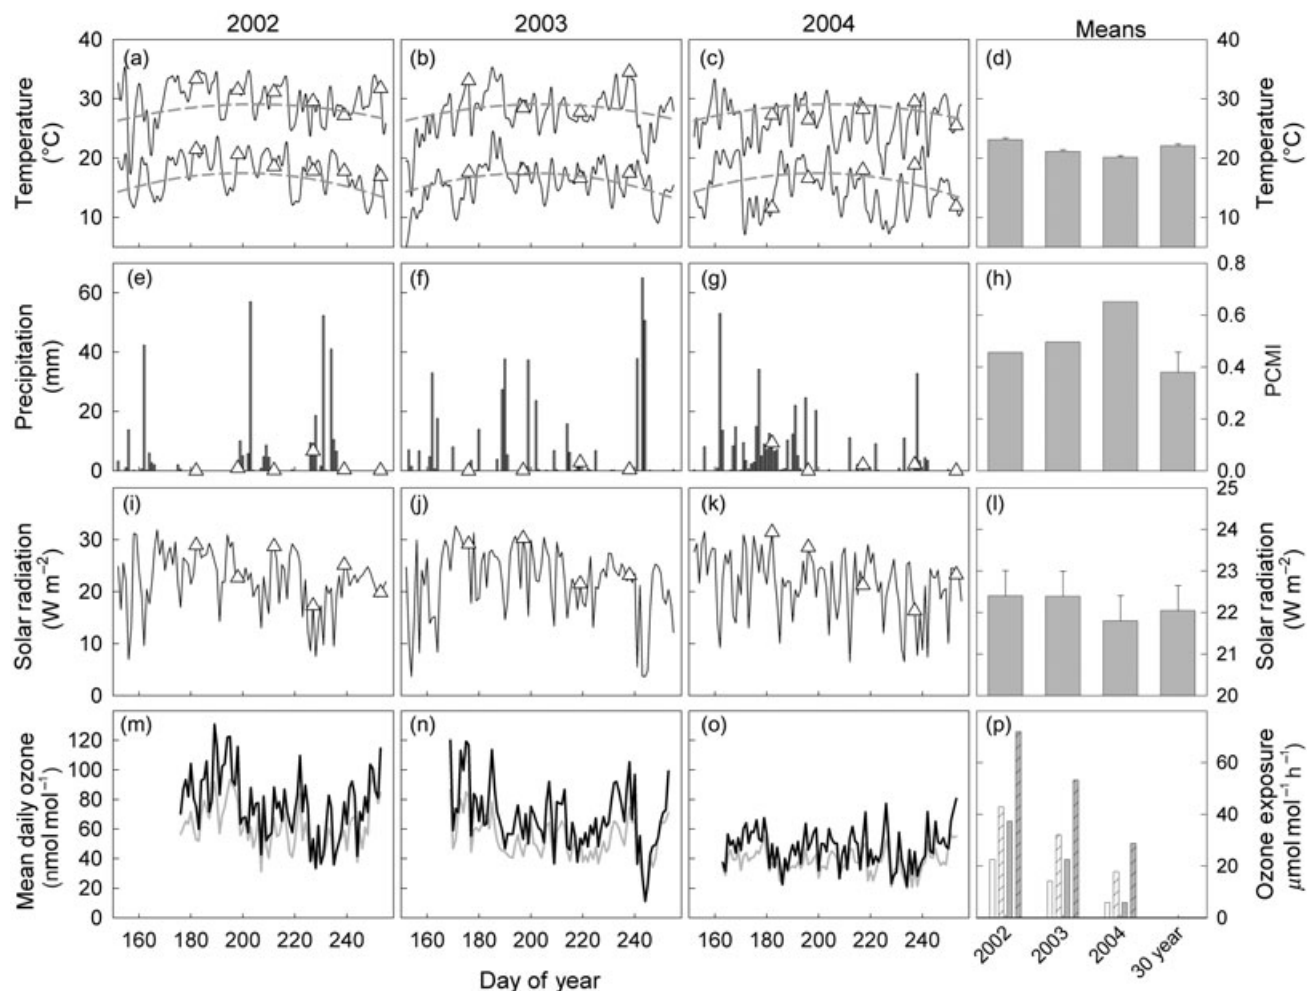 2002 2003 2004 Means
(a) (b) (c) (d)
40 40
30 30
20 20
10 10
Temperature
(°C)
Temperature
(°C)
(e) (f) (g) (h)
60 0.8
40 0.6
20 0.4
0 0.2
0.0
Precipitation
(mm)
PCMI
(i) (j) (k) (l)
30 25
20 24
10 23
0 22
21
20
Solar radiation
(W m−2)
Solar radiation
(W m−2)
(m) (n) (o) (p)
120 80
100 60
80 40
60 20
40 0
20
0
Mean daily ozone
(nmol mol−1)
Ozone exposure
μmol mol−1 h−1
160 180 200 220 240 160 180 200 220 240 160 180 200 220 240 2002 2003 2004 30 year
Day of year